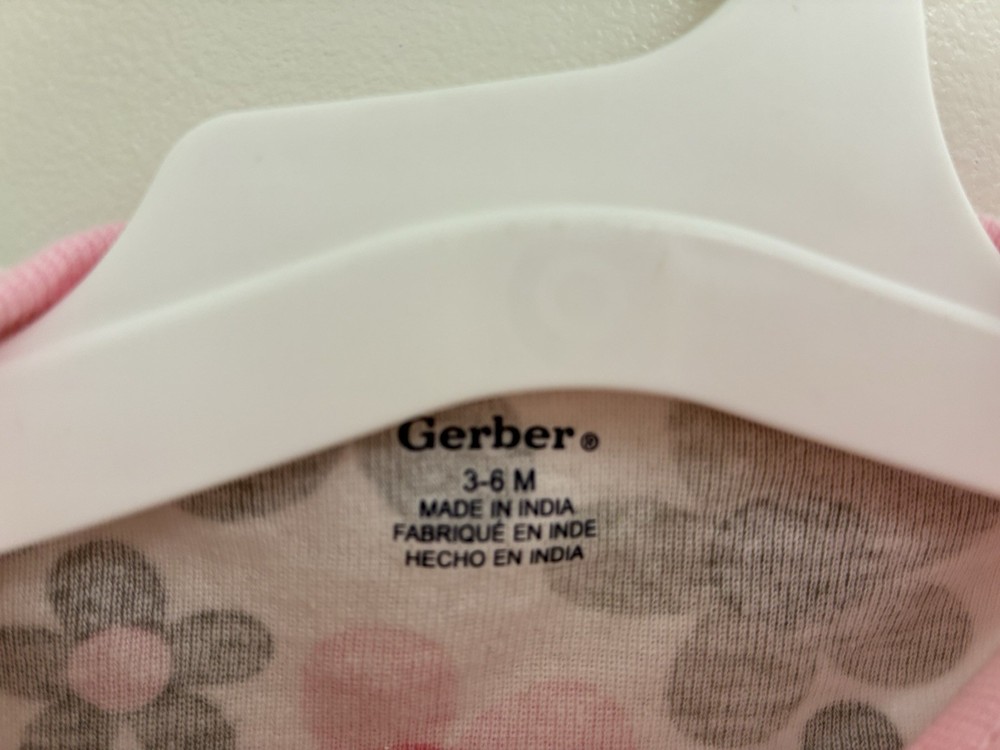 Gerber®
3-6 M
MADE IN INDIA
FABRIQUÉ EN INDE
HECHO EN INDIA